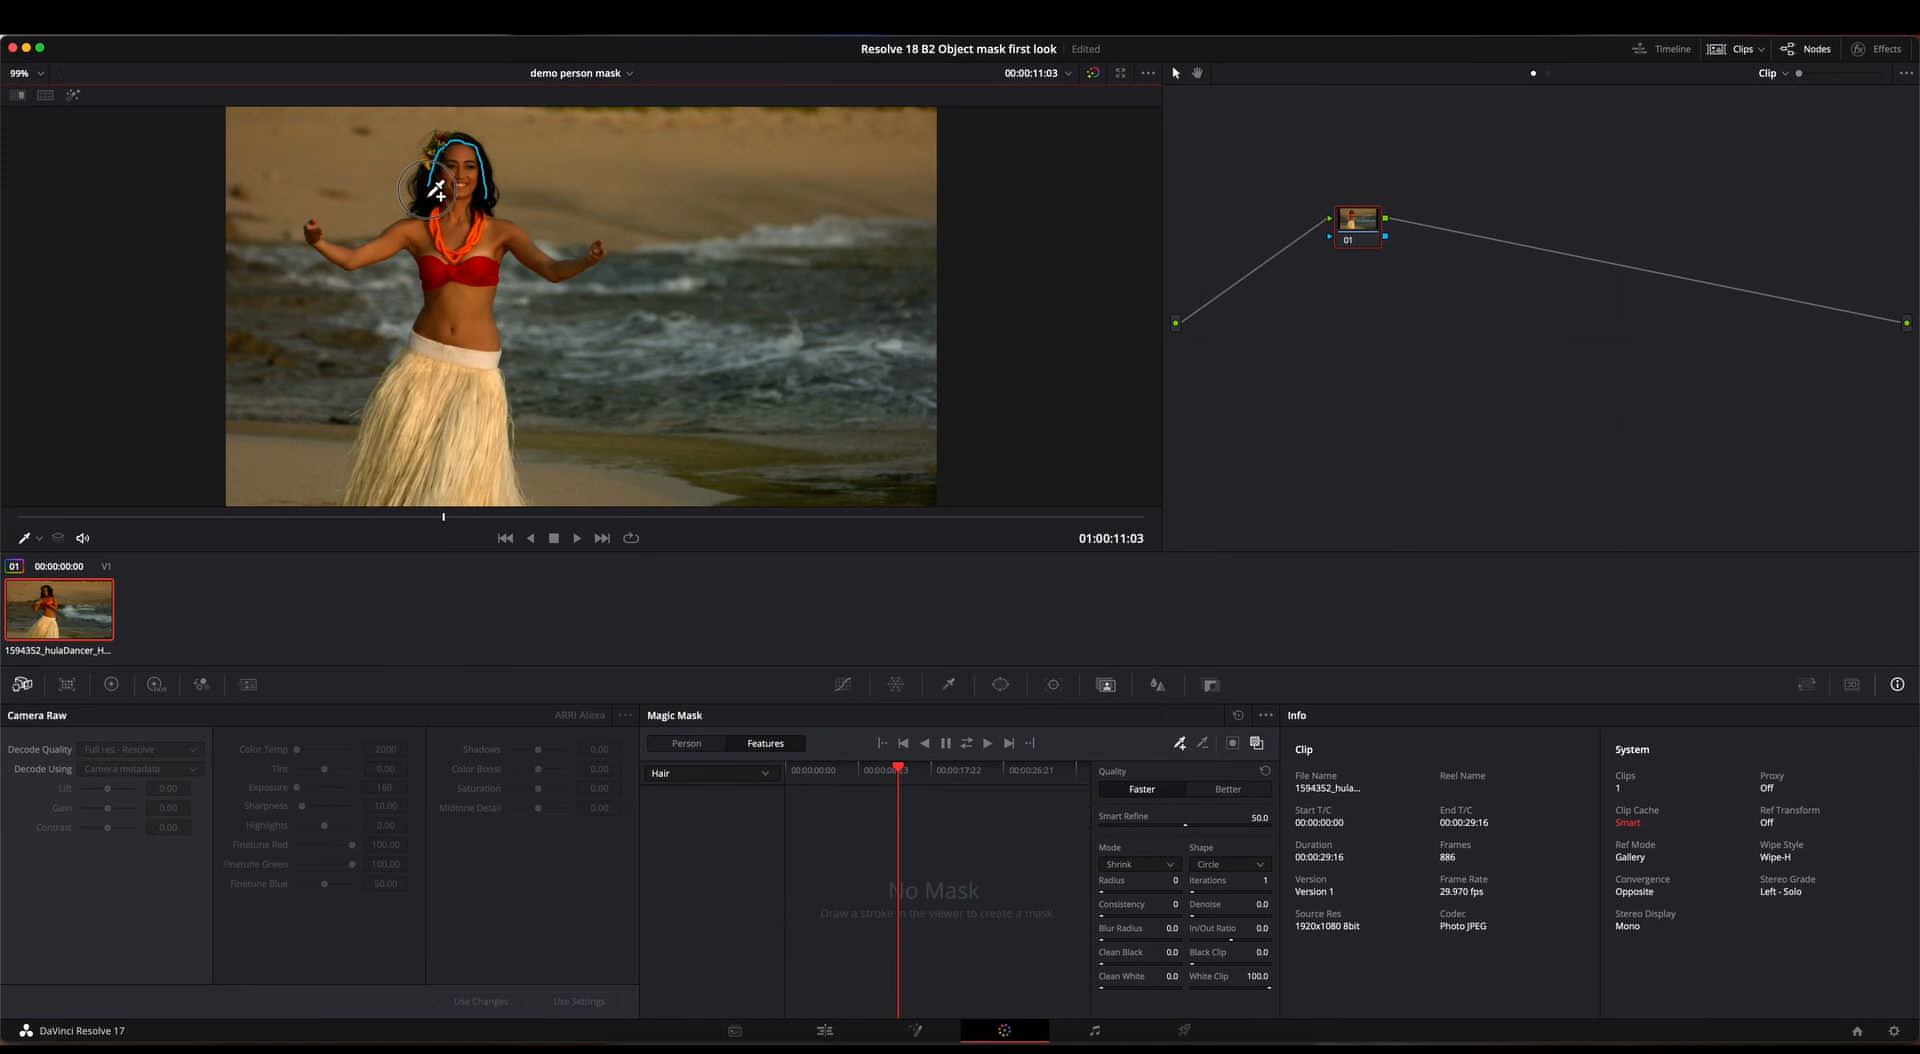 Resolve 18 B2 Object mask first look Edited
Timeline Clips Nodes Effects
99% demo person mask 00:00:11:03 Clip
01
01:00:11:03
01 00:00:00:00 V1
1594352_hulaDancer_H...
HDR
Camera Raw ARRI Alexa
Decode Quality Full res - Resolve
Decode Using Camera metadata
Lift 0.00
Gain 0.00
Contrast 0.00
Color Temp 2000
Tint 0.00
Exposure 160
Sharpness 10.00
Highlights 0.00
Finetune Red 100.00
Finetune Green 100.00
Finetune Blue 50.00
Shadows 0.00
Color Boost 0.00
Saturation 0.00
Midtone Detail 0.00
Use Changes Use Settings
Magic Mask
Person Features
Hair
00:00:00:00 00:00:17:22 00:00:26:21
No Mask
Draw a stroke in the viewer to create a mask.
Quality
Faster Better
Smart Refine 50.0
Mode Shape
Shrink Circle
Radius 0 Iterations 1
Consistency 0 Denoise 0.0
Blur Radius 0.0 In/Out Ratio 0.0
Clean Black 0.0 Black Clip 0.0
Clean White 0.0 White Clip 100.0
Info
Clip
File Name Reel Name
1594352_hula...
Start T/C End T/C
00:00:00:00 00:00:29:16
Duration Frames
00:00:29:16 886
Version Frame Rate
Version 1 29.970 fps
Source Res Codec
1920x1080 8bit Photo JPEG
System
Clips Proxy
1 Off
Clip Cache Ref Transform
Smart Off
Ref Mode Wipe Style
Gallery Wipe-H
Convergence Stereo Grade
Opposite Left - Solo
Stereo Display
Mono
DaVinci Resolve 17